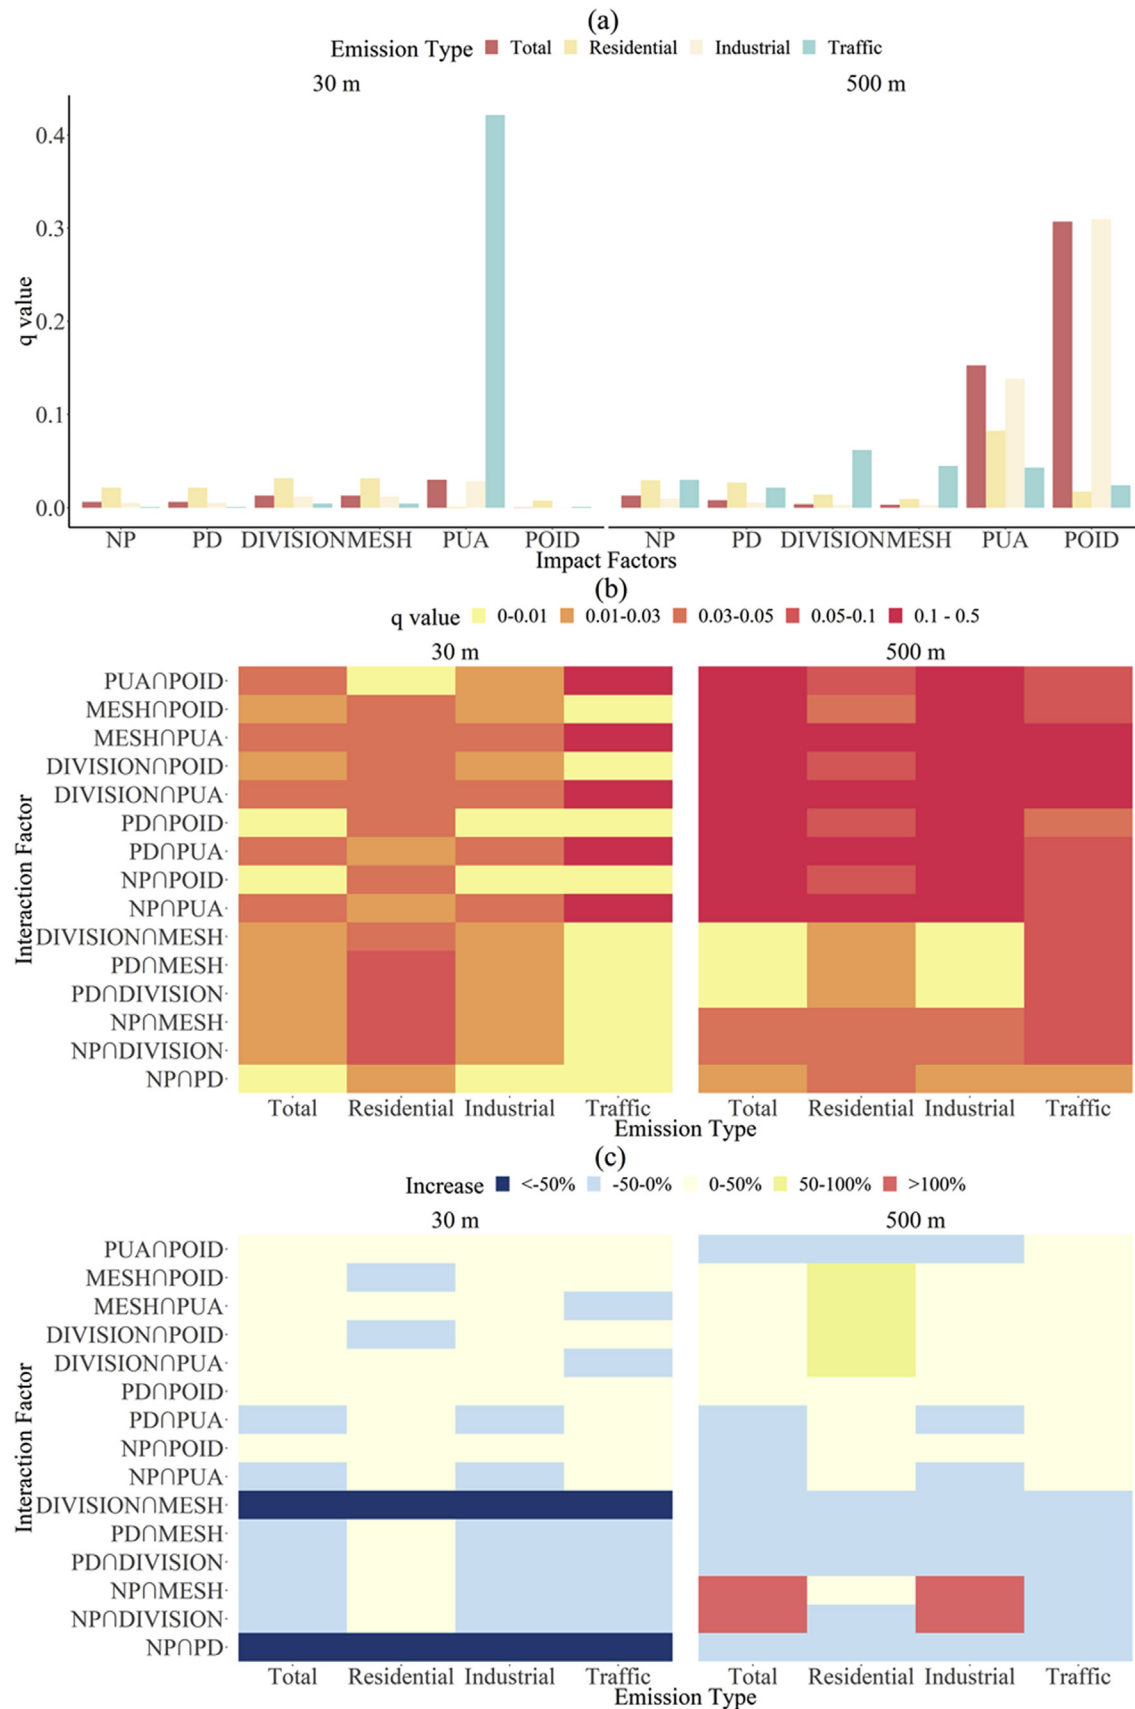 (a)
Emission Type Total Residential Industrial Traffic
30 m 500 m
0.4
0.3
0.2
0.1
0.0
q value
NP PD DIVISION MESH PUA POID NP PD DIVISION MESH PUA POID
Impact Factors
(b)
q value 0-0.01 0.01-0.03 0.03-0.05 0.05-0.1 0.1 - 0.5
30 m 500 m
Interaction Factor
PUA∩POID
MESH∩POID
MESH∩PUA
DIVISION∩POID
DIVISION∩PUA
PD∩POID
PD∩PUA
NP∩POID
NP∩PUA
DIVISION∩MESH
PD∩MESH
PD∩DIVISION
NP∩MESH
NP∩DIVISION
NP∩PD
Total Residential Industrial Traffic Total Residential Industrial Traffic
Emission Type
(c)
Increase <-50% -50-0% 0-50% 50-100% >100%
30 m 500 m
Interaction Factor
PUA∩POID
MESH∩POID
MESH∩PUA
DIVISION∩POID
DIVISION∩PUA
PD∩POID
PD∩PUA
NP∩POID
NP∩PUA
DIVISION∩MESH
PD∩MESH
PD∩DIVISION
NP∩MESH
NP∩DIVISION
NP∩PD
Total Residential Industrial Traffic Total Residential Industrial Traffic
Emission Type